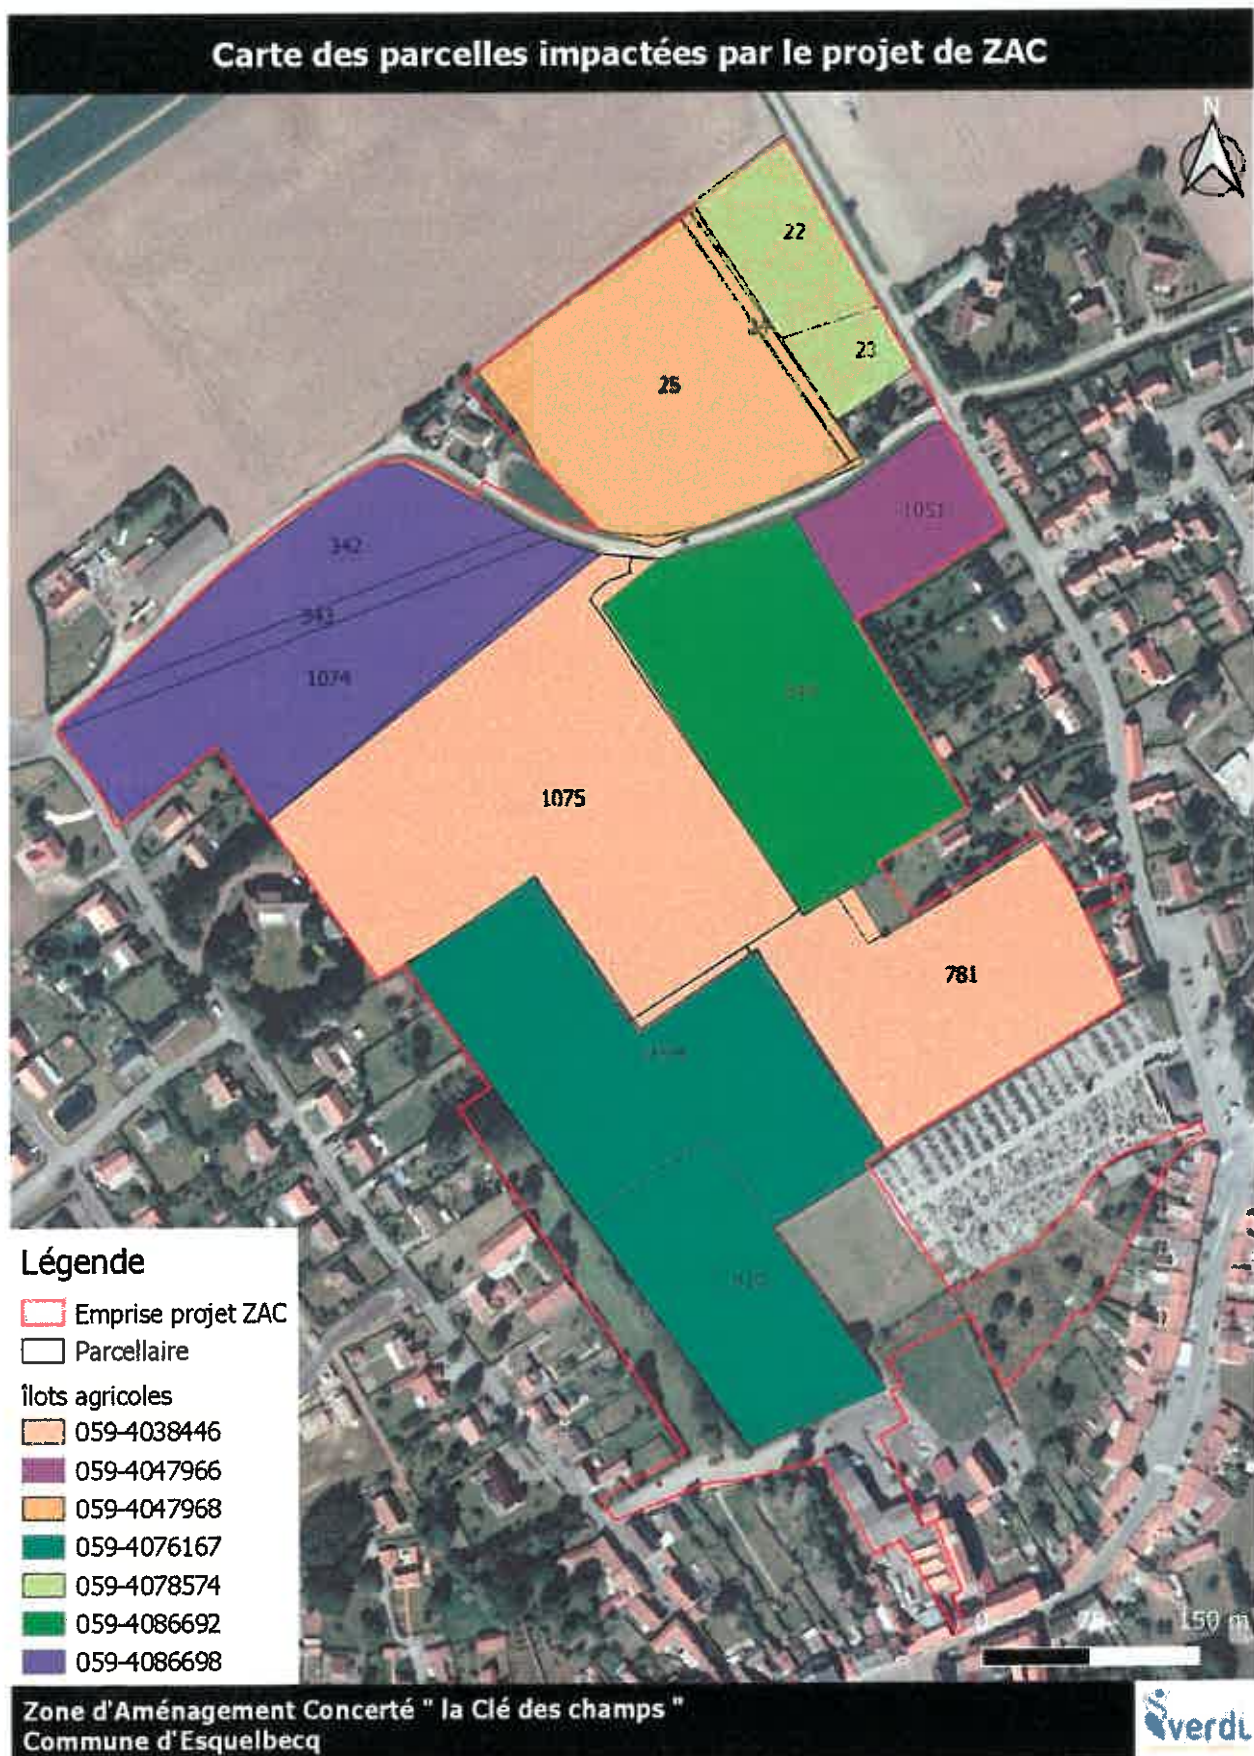 Carte des parcelles impactées par le projet de ZAC
N
22
23
25
1051
342
1074
1075
781
Légende
Emprise projet ZAC
Parcellaire
îlots agricoles
059-4038446
059-4047966
059-4047968
059-4076167
059-4078574
059-4086692
059-4086698
0 75 150 m
Zone d'Aménagement Concerté " la Clé des champs "
Commune d'Esquelbecq
verdi